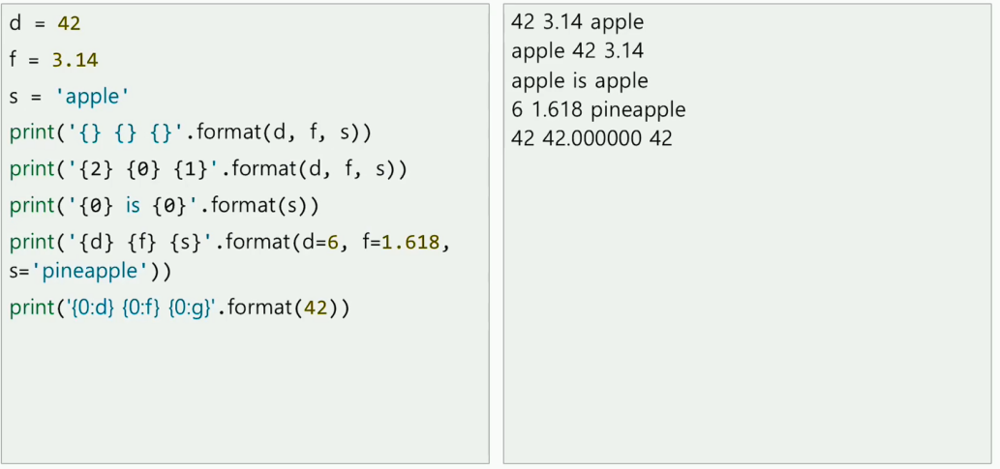 d = 42
f = 3.14
s = 'apple'
print('{} {} {}'.format(d, f, s))
print('{2} {0} {1}'.format(d, f, s))
print('{0} is {0}'.format(s))
print('{d} {f} {s}'.format(d=6, f=1.618,
s='pineapple'))
print('{0:d} {0:f} {0:g}'.format(42))
42 3.14 apple
apple 42 3.14
apple is apple
6 1.618 pineapple
42 42.000000 42